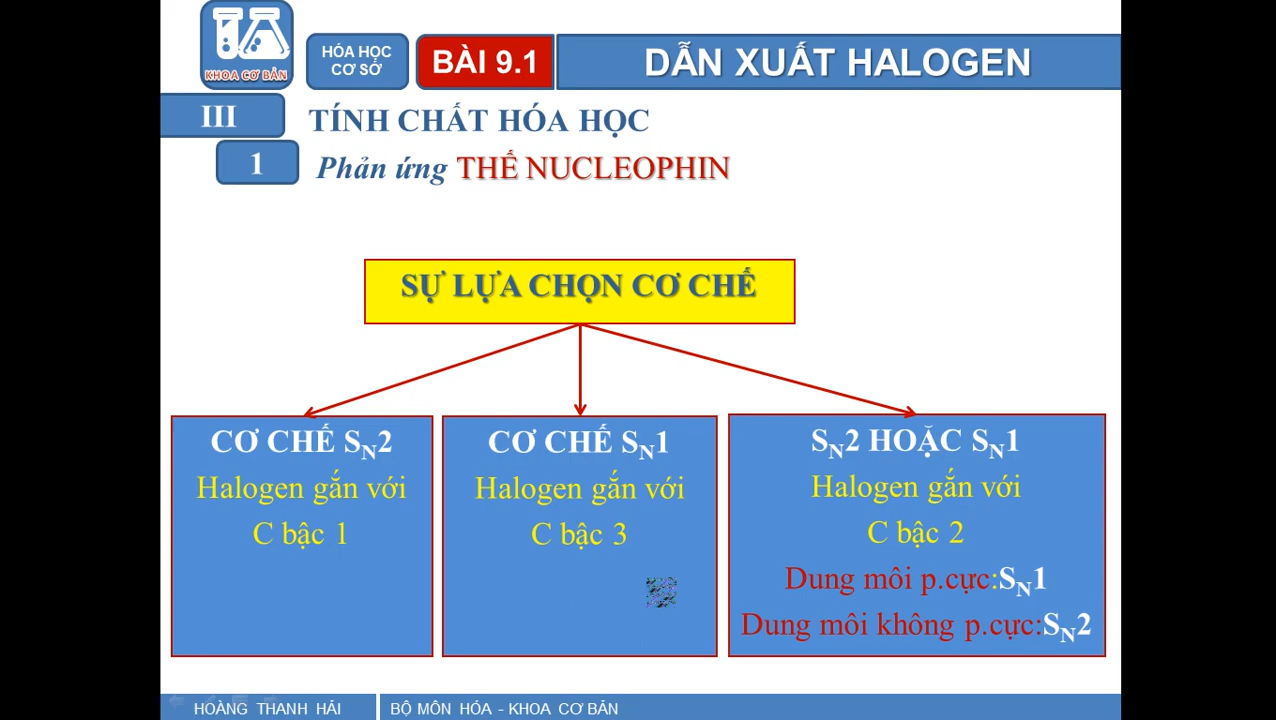 KHOA CƠ BẢN
HÓA HỌC
CƠ SỞ
BÀI 9.1
DẪN XUẤT HALOGEN
III
TÍNH CHẤT HÓA HỌC
1
Phản ứng THẾ NUCLEOPHIN
SỰ LỰA CHỌN CƠ CHẾ
CƠ CHẾ SN2
Halogen gắn với
C bậc 1
CƠ CHẾ SN1
Halogen gắn với
C bậc 3
SN2 HOẶC SN1
Halogen gắn với
C bậc 2
Dung môi p.cực:SN1
Dung môi không p.cực:SN2
HOÀNG THANH HẢI
BỘ MÔN HÓA - KHOA CƠ BẢN